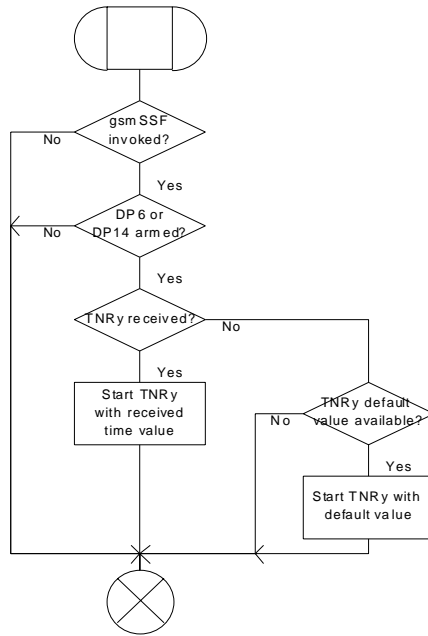 gsmSSF
invoked?
No
Yes
DP6 or
DP14 armed?
No
Yes
TNRy received?
No
Yes
Start TNRy
with received
time value
TNRy default
value available?
No
Yes
Start TNRy with
default value